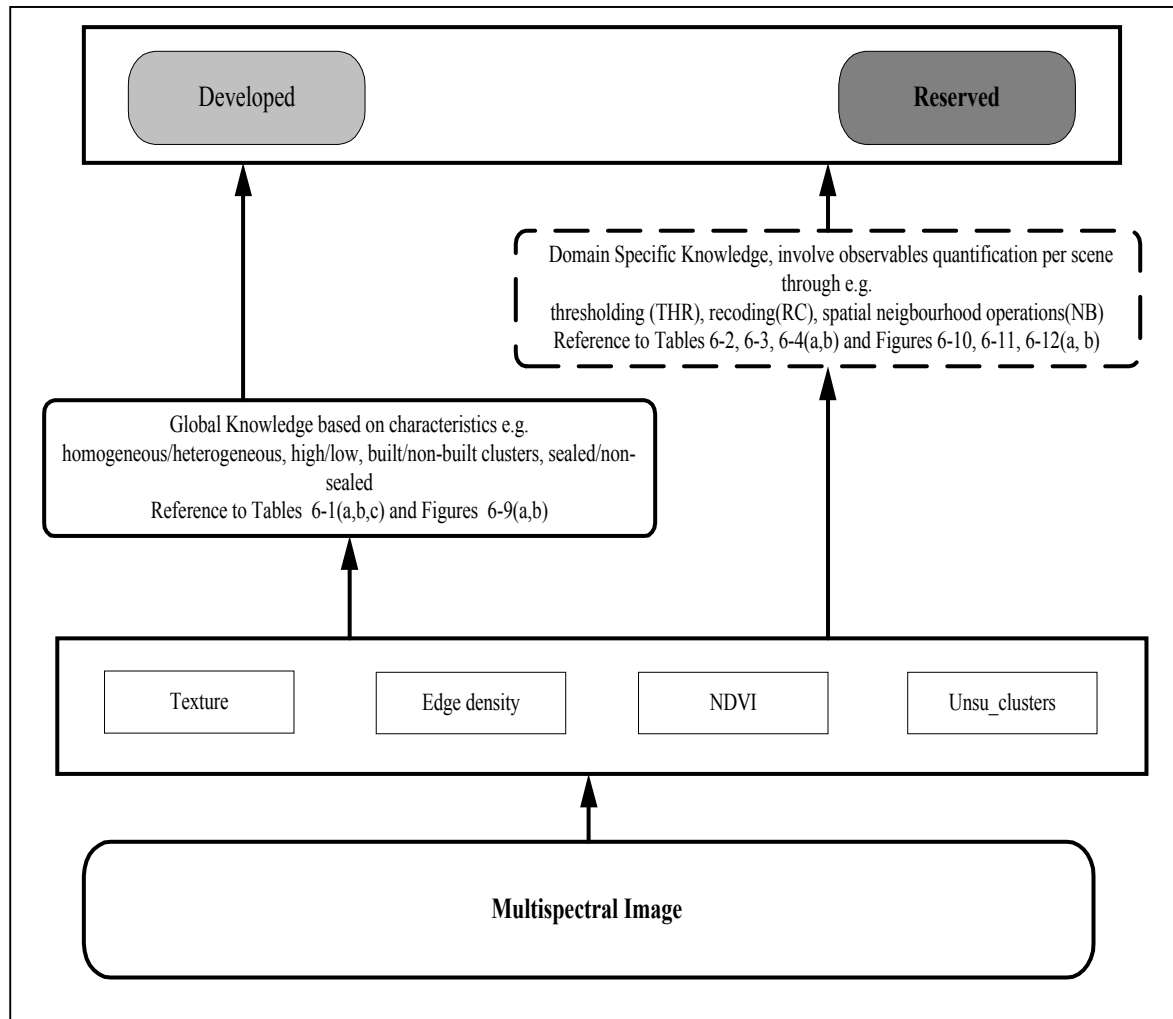 Developed
Reserved
Domain Specific Knowledge, involve observables quantification per scene
through e.g.
thresholding (THR), recoding(RC), spatial neigbourhood operations(NB)
Reference to Tables 6-2, 6-3, 6-4(a,b) and Figures 6-10, 6-11, 6-12(a, b)
Global Knowledge based on characteristics e.g.
homogeneous/heterogeneous, high/low, built/non-built clusters, sealed/non-
sealed
Reference to Tables 6-1(a,b,c) and Figures 6-9(a,b)
Texture
Edge density
NDVI
Unsu_clusters
Multispectral Image